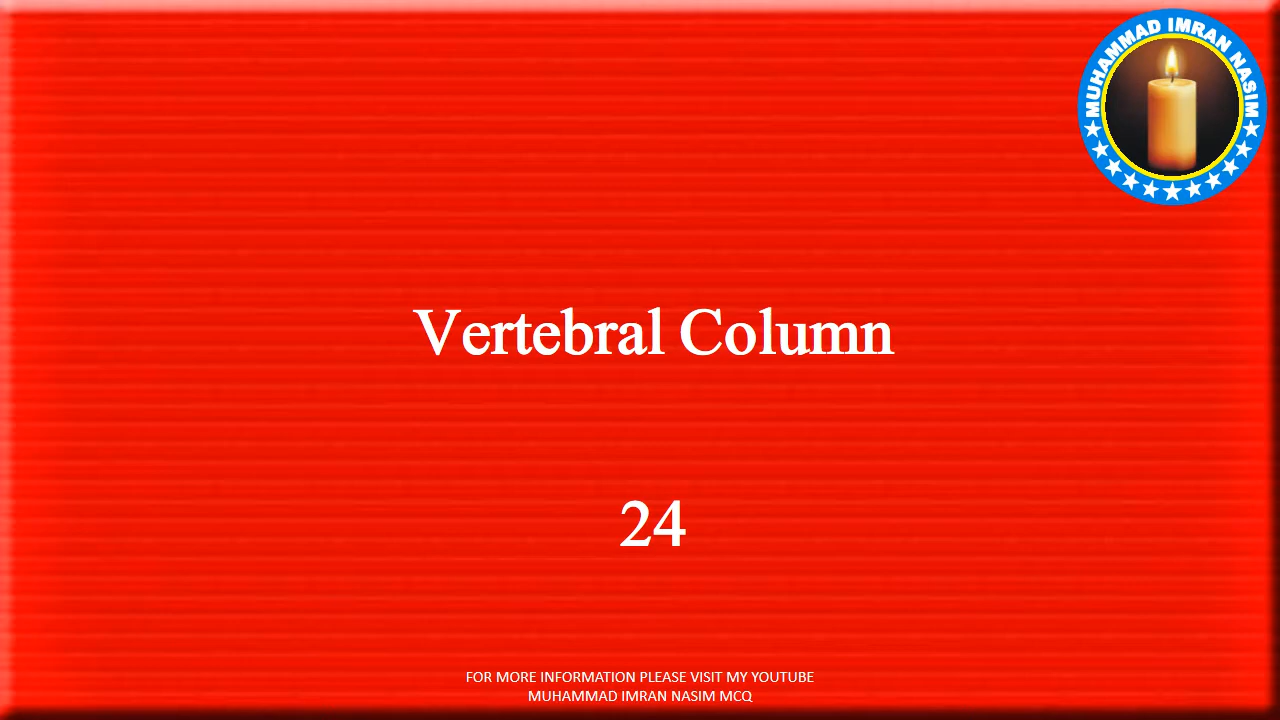 MUHAMMAD IMRAN NASIM
Vertebral Column
24
FOR MORE INFORMATION PLEASE VISIT MY YOUTUBE
MUHAMMAD IMRAN NASIM MCQ